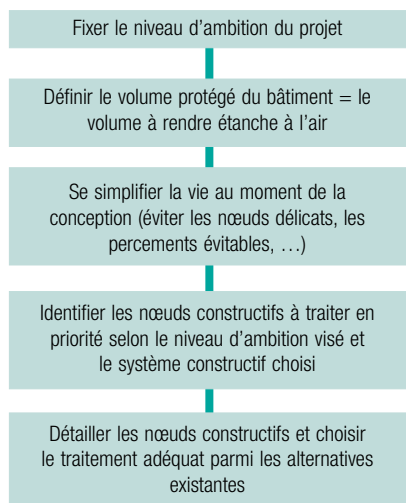 Fixer le niveau d’ambition du projet
Définir le volume protégé du bâtiment = le
volume à rendre étanche à l’air
Se simplifier la vie au moment de la
conception (éviter les nœuds délicats, les
percements évitables, …)
Identifier les nœuds constructifs à traiter en
priorité selon le niveau d’ambition visé et
le système constructif choisi
Détailler les nœuds constructifs et choisir
le traitement adéquat parmi les alternatives
existantes